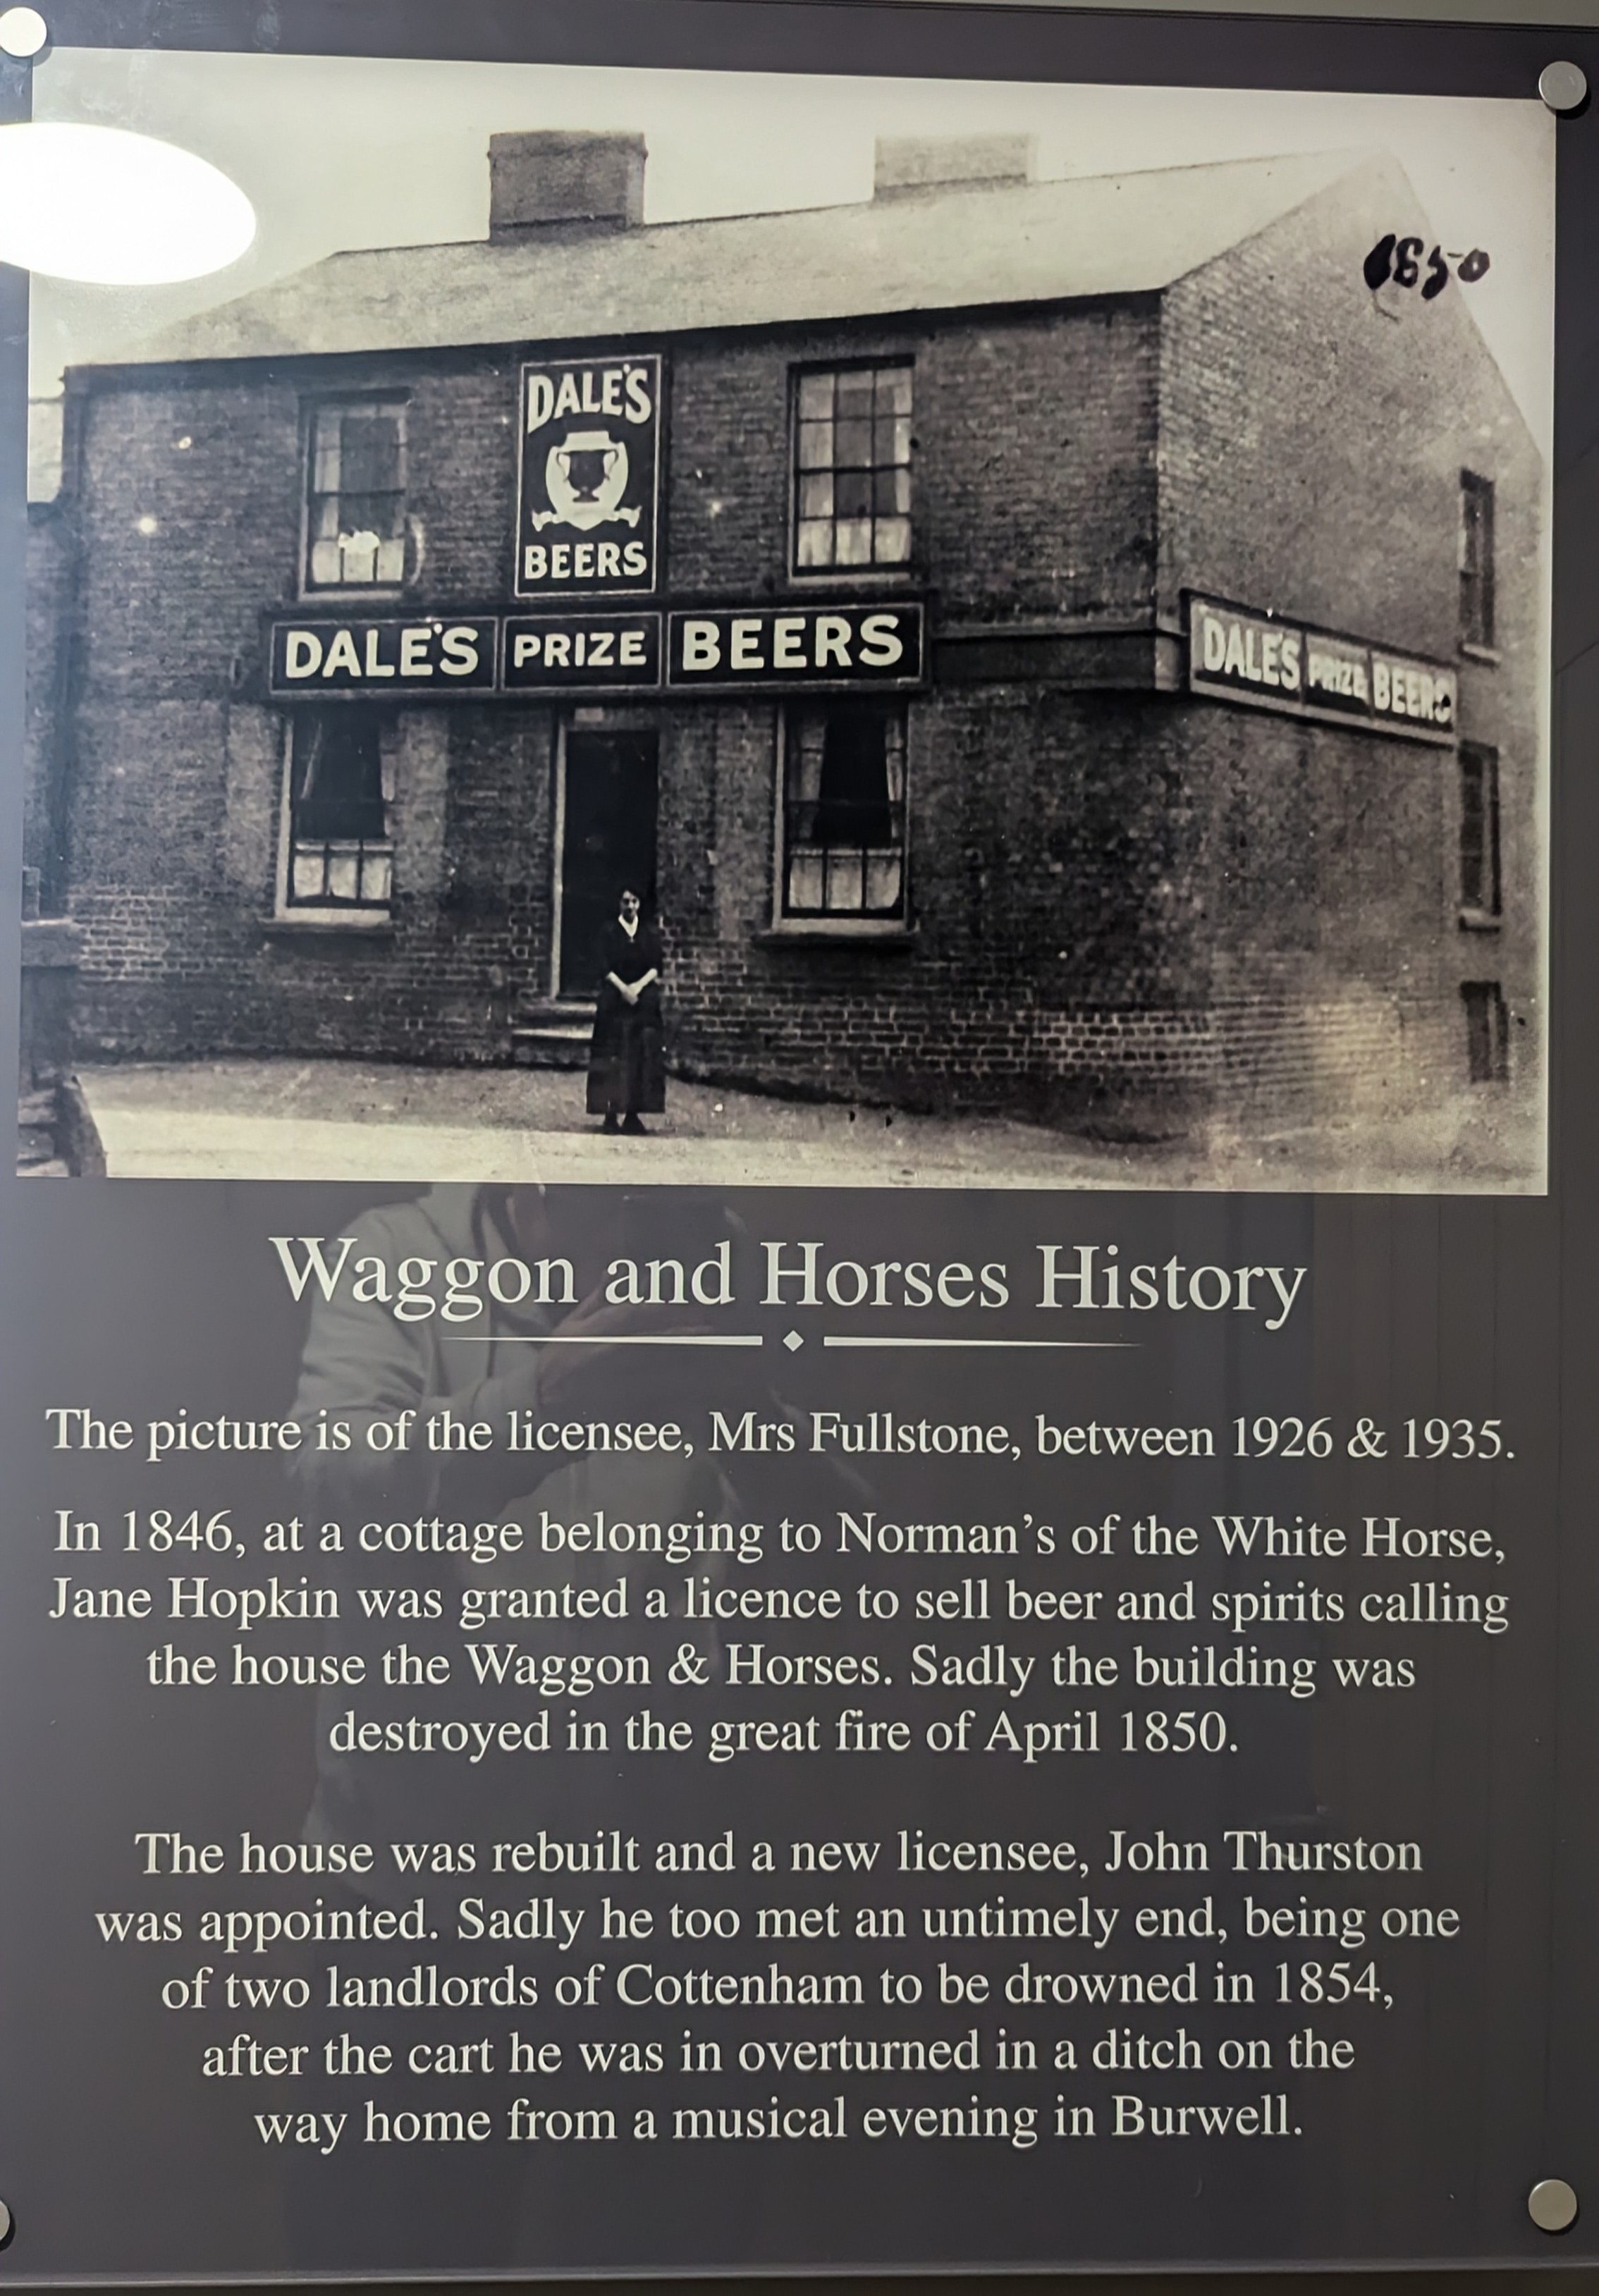 1850
DALE'S
BEERS
DALE'S PRIZE BEERS
DALE'S PRIZE BEERS
Waggon and Horses History
The picture is of the licensee, Mrs Fullstone, between 1926 & 1935.
In 1846, at a cottage belonging to Norman's of the White Horse,
Jane Hopkin was granted a licence to sell beer and spirits calling
the house the Waggon & Horses. Sadly the building was
destroyed in the great fire of April 1850.
The house was rebuilt and a new licensee, John Thurston
was appointed. Sadly he too met an untimely end, being one
of two landlords of Cottenham to be drowned in 1854,
after the cart he was in overturned in a ditch on the
way home from a musical evening in Burwell.